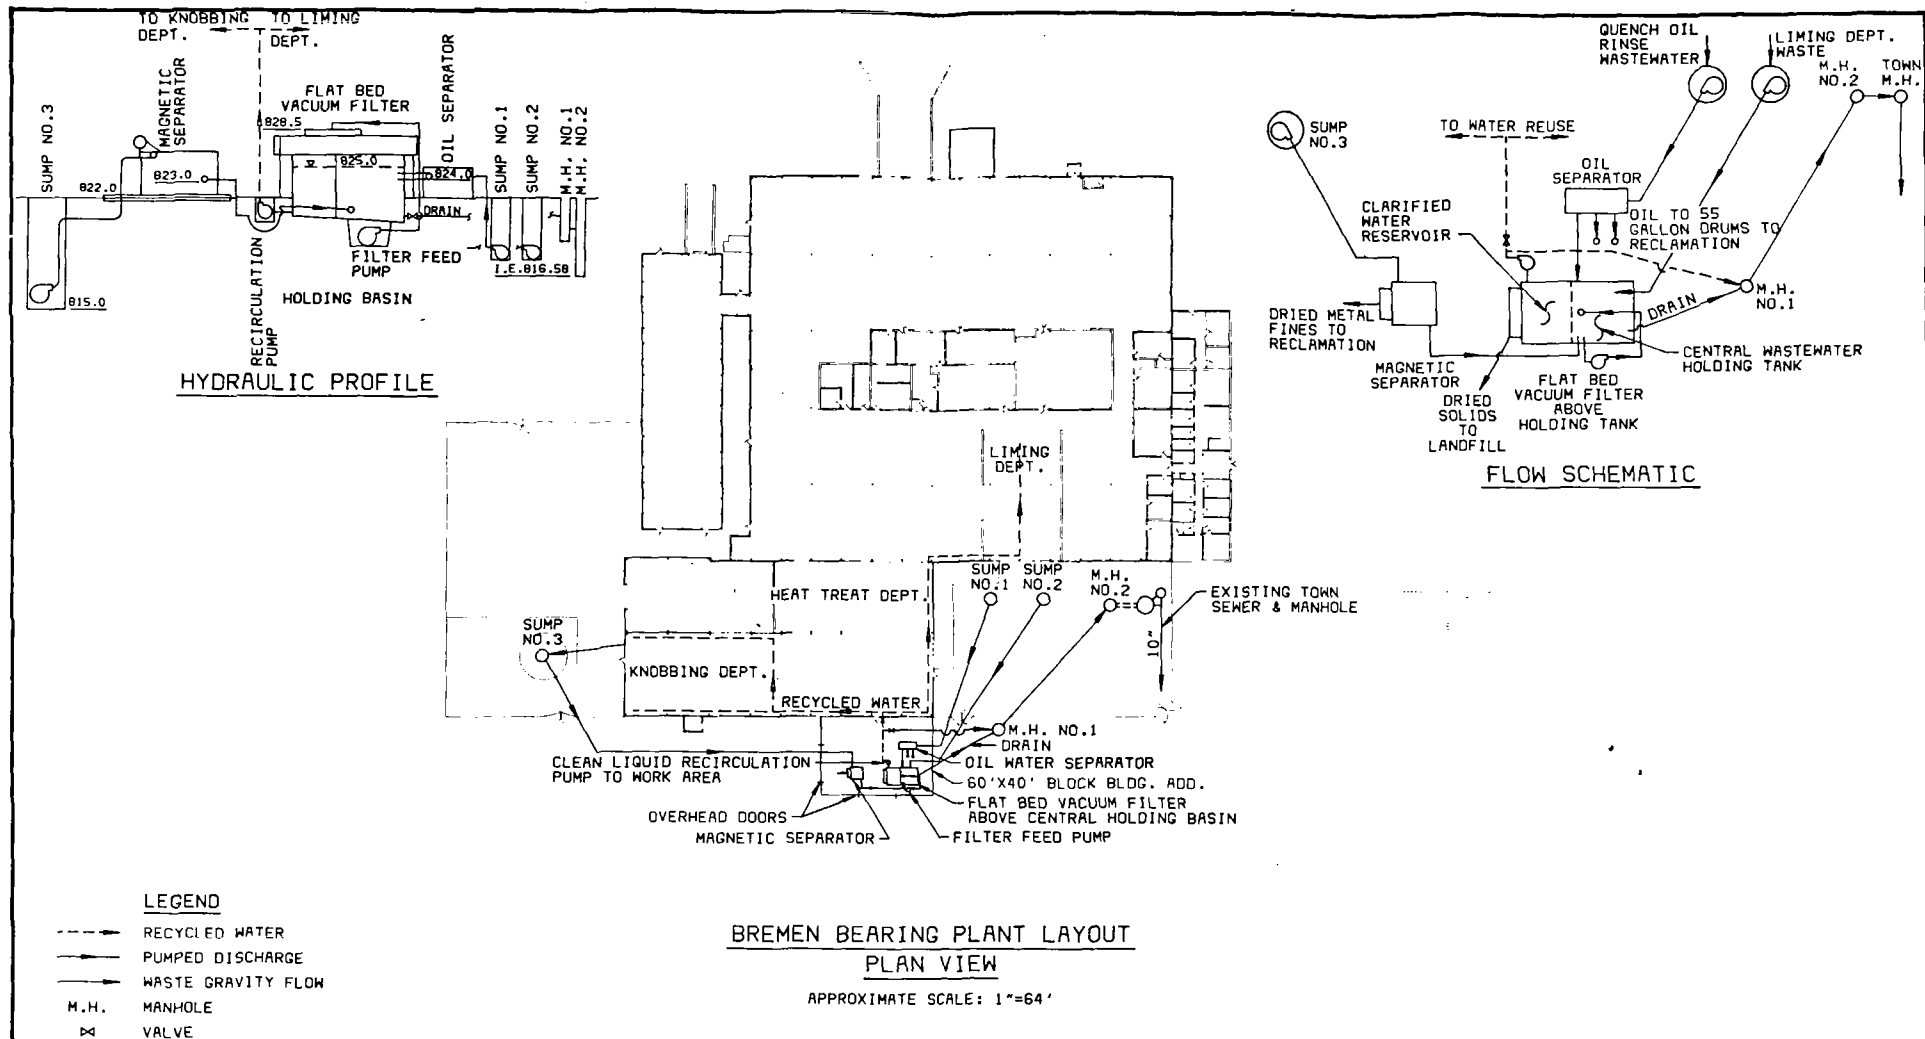 TO KNOBBING
DEPT.
TO LIMING
DEPT.
SUMP NO.3
MAGNETIC
SEPARATOR
FLAT BED
VACUUM FILTER
OIL SEPARATOR
SUMP NO.1
SUMP NO.2
M.H. NO.1
M.H. NO.2
828.5
825.0
824.0
822.0
823.0
DRAIN
FILTER FEED
PUMP
I.E.816.58
815.0
RECIRCULATION
PUMP
HOLDING BASIN
HYDRAULIC PROFILE
QUENCH OIL
RINSE
WASTEWATER
LIMING DEPT.
WASTE
M.H.
NO.2
TOWN
M.H.
SUMP
NO.3
TO WATER REUSE
OIL
SEPARATOR
CLARIFIED
WATER
RESERVOIR
OIL TO 55
GALLON DRUMS TO
RECLAMATION
M.H.
NO.1
DRAIN
DRIED METAL
FINES TO
RECLAMATION
MAGNETIC
SEPARATOR
CENTRAL WASTEWATER
HOLDING TANK
DRIED
SOLIDS
TO
LANDFILL
FLAT BED
VACUUM FILTER
ABOVE
HOLDING TANK
FLOW SCHEMATIC
LIMING
DEPT.
HEAT TREAT DEPT.
SUMP
NO.1
SUMP
NO.2
M.H.
NO.2
EXISTING TOWN
SEWER & MANHOLE
10"
SUMP
NO.3
KNOBBING DEPT.
RECYCLED WATER
M.H. NO.1
DRAIN
CLEAN LIQUID RECIRCULATION
PUMP TO WORK AREA
OIL WATER SEPARATOR
60'X40' BLOCK BLDG. ADD.
FLAT BED VACUUM FILTER
ABOVE CENTRAL HOLDING BASIN
OVERHEAD DOORS
MAGNETIC SEPARATOR
FILTER FEED PUMP
LEGEND
RECYCLED WATER
PUMPED DISCHARGE
WASTE GRAVITY FLOW
M.H. MANHOLE
VALVE
BREMEN BEARING PLANT LAYOUT
PLAN VIEW
APPROXIMATE SCALE: 1"=64'